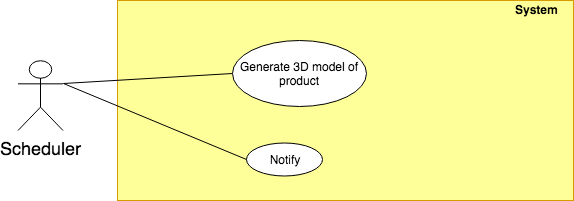 System
Generate 3D model of
product
Scheduler
Notify